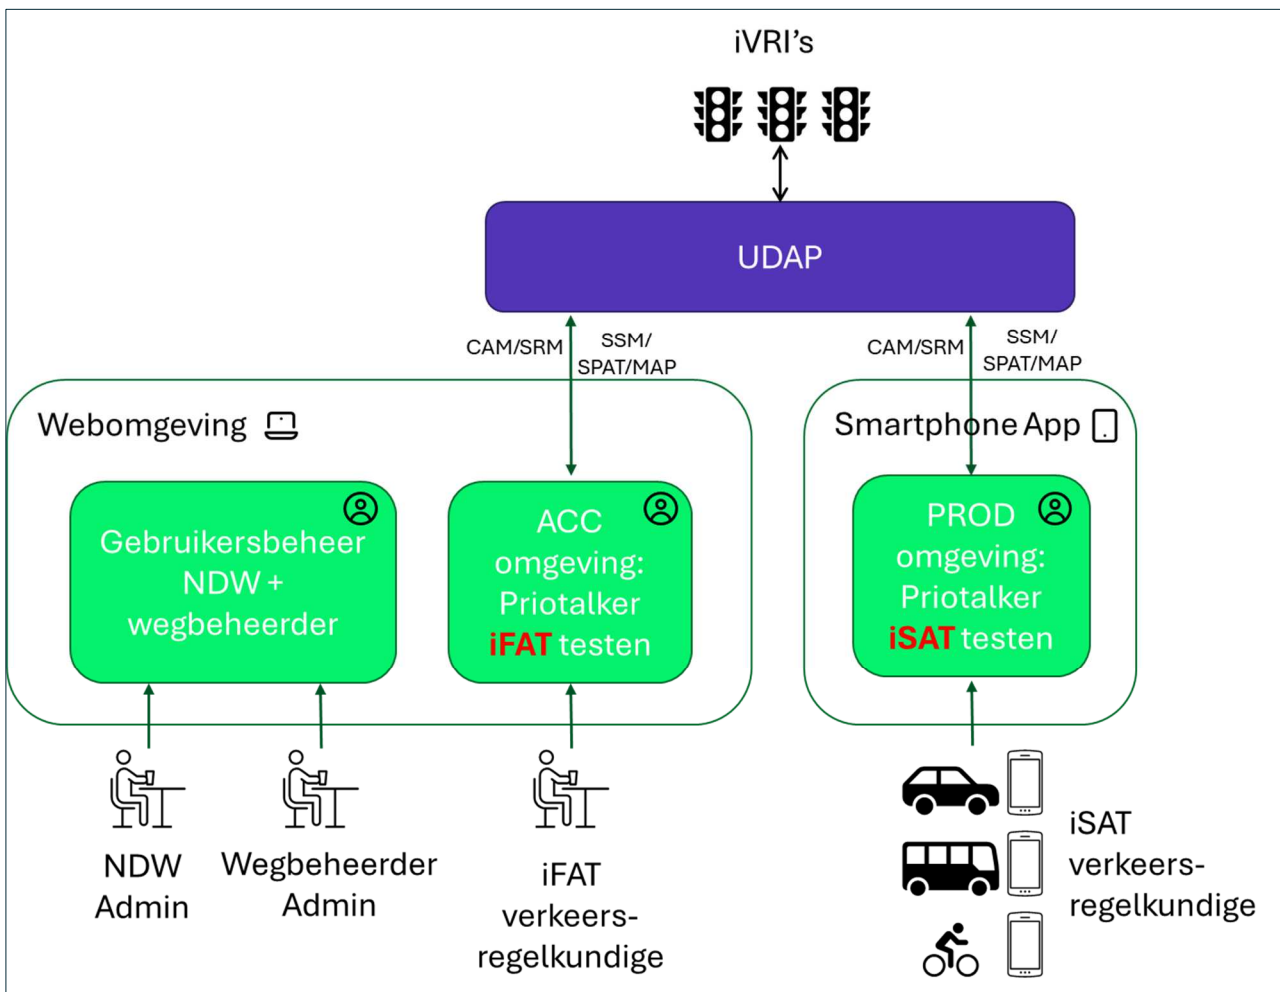 iVRI's
UDAP
CAM/SRM
SSM/
SPAT/MAP
CAM/SRM
SSM/
SPAT/MAP
Webomgeving
Smartphone App
Gebruikersbeheer
NDW +
wegbeheerder
ACC
omgeving:
Priotalker
iFAT testen
PROD
omgeving:
Priotalker
iSAT testen
NDW
Admin
Wegbeheerder
Admin
iFAT
verkeers-
regelkundige
iSAT
verkeers-
regelkundige